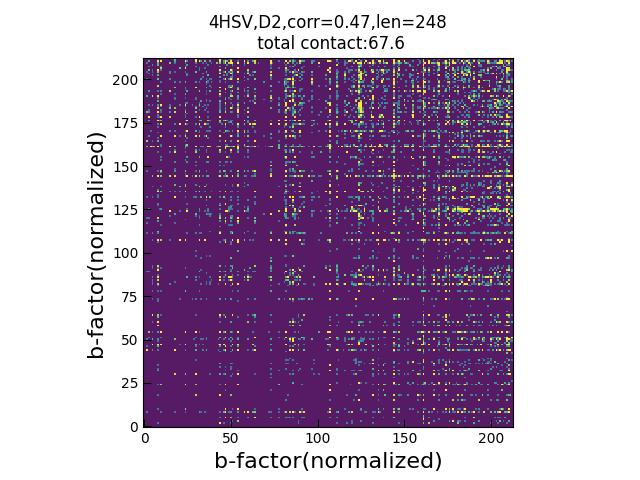 4HSV,D2,corr=0.47,len=248
total contact:67.6
200
175
150
125
100
75
50
25
0
b-factor(normalized)
0 50 100 150 200
b-factor(normalized)